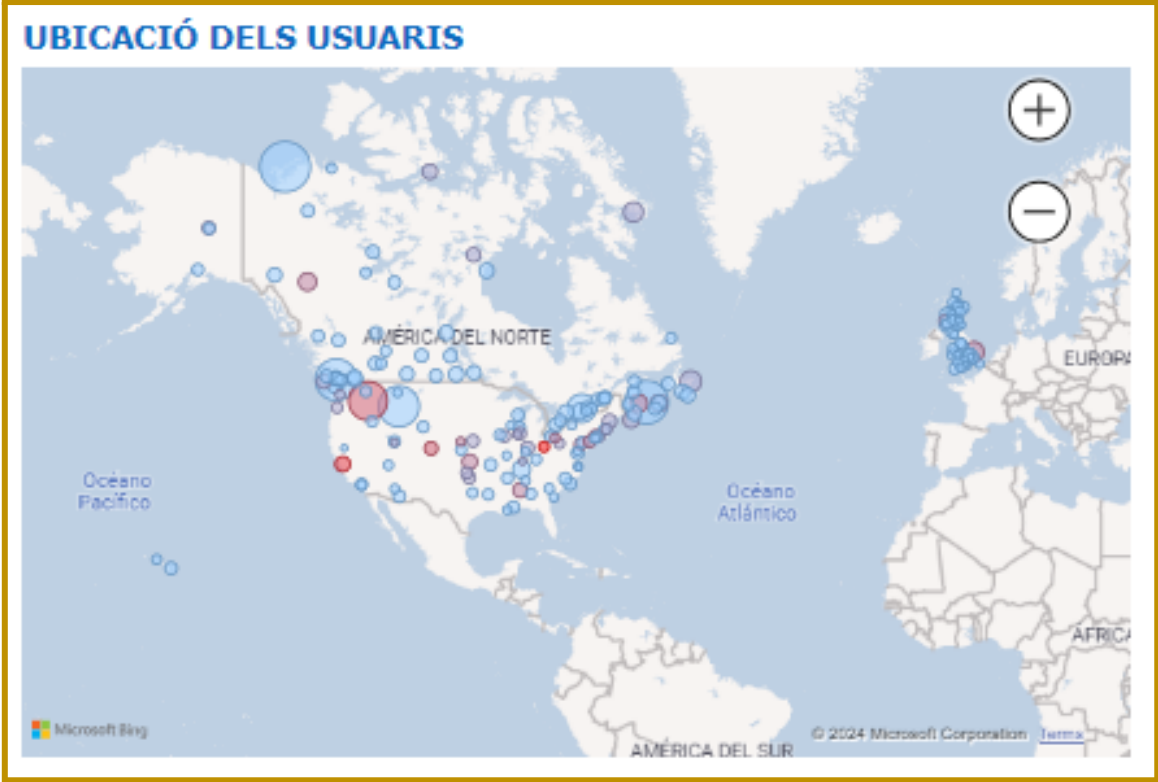 UBICACIÓ DELS USUARIS
AMÉRICA DEL NORTE
EUROPA
Océano
Pacífico
Océano
Atlántico
ÁFRICA
Microsoft Bing
© 2024 Microsoft Corporation Terms
AMÉRICA DEL SUR